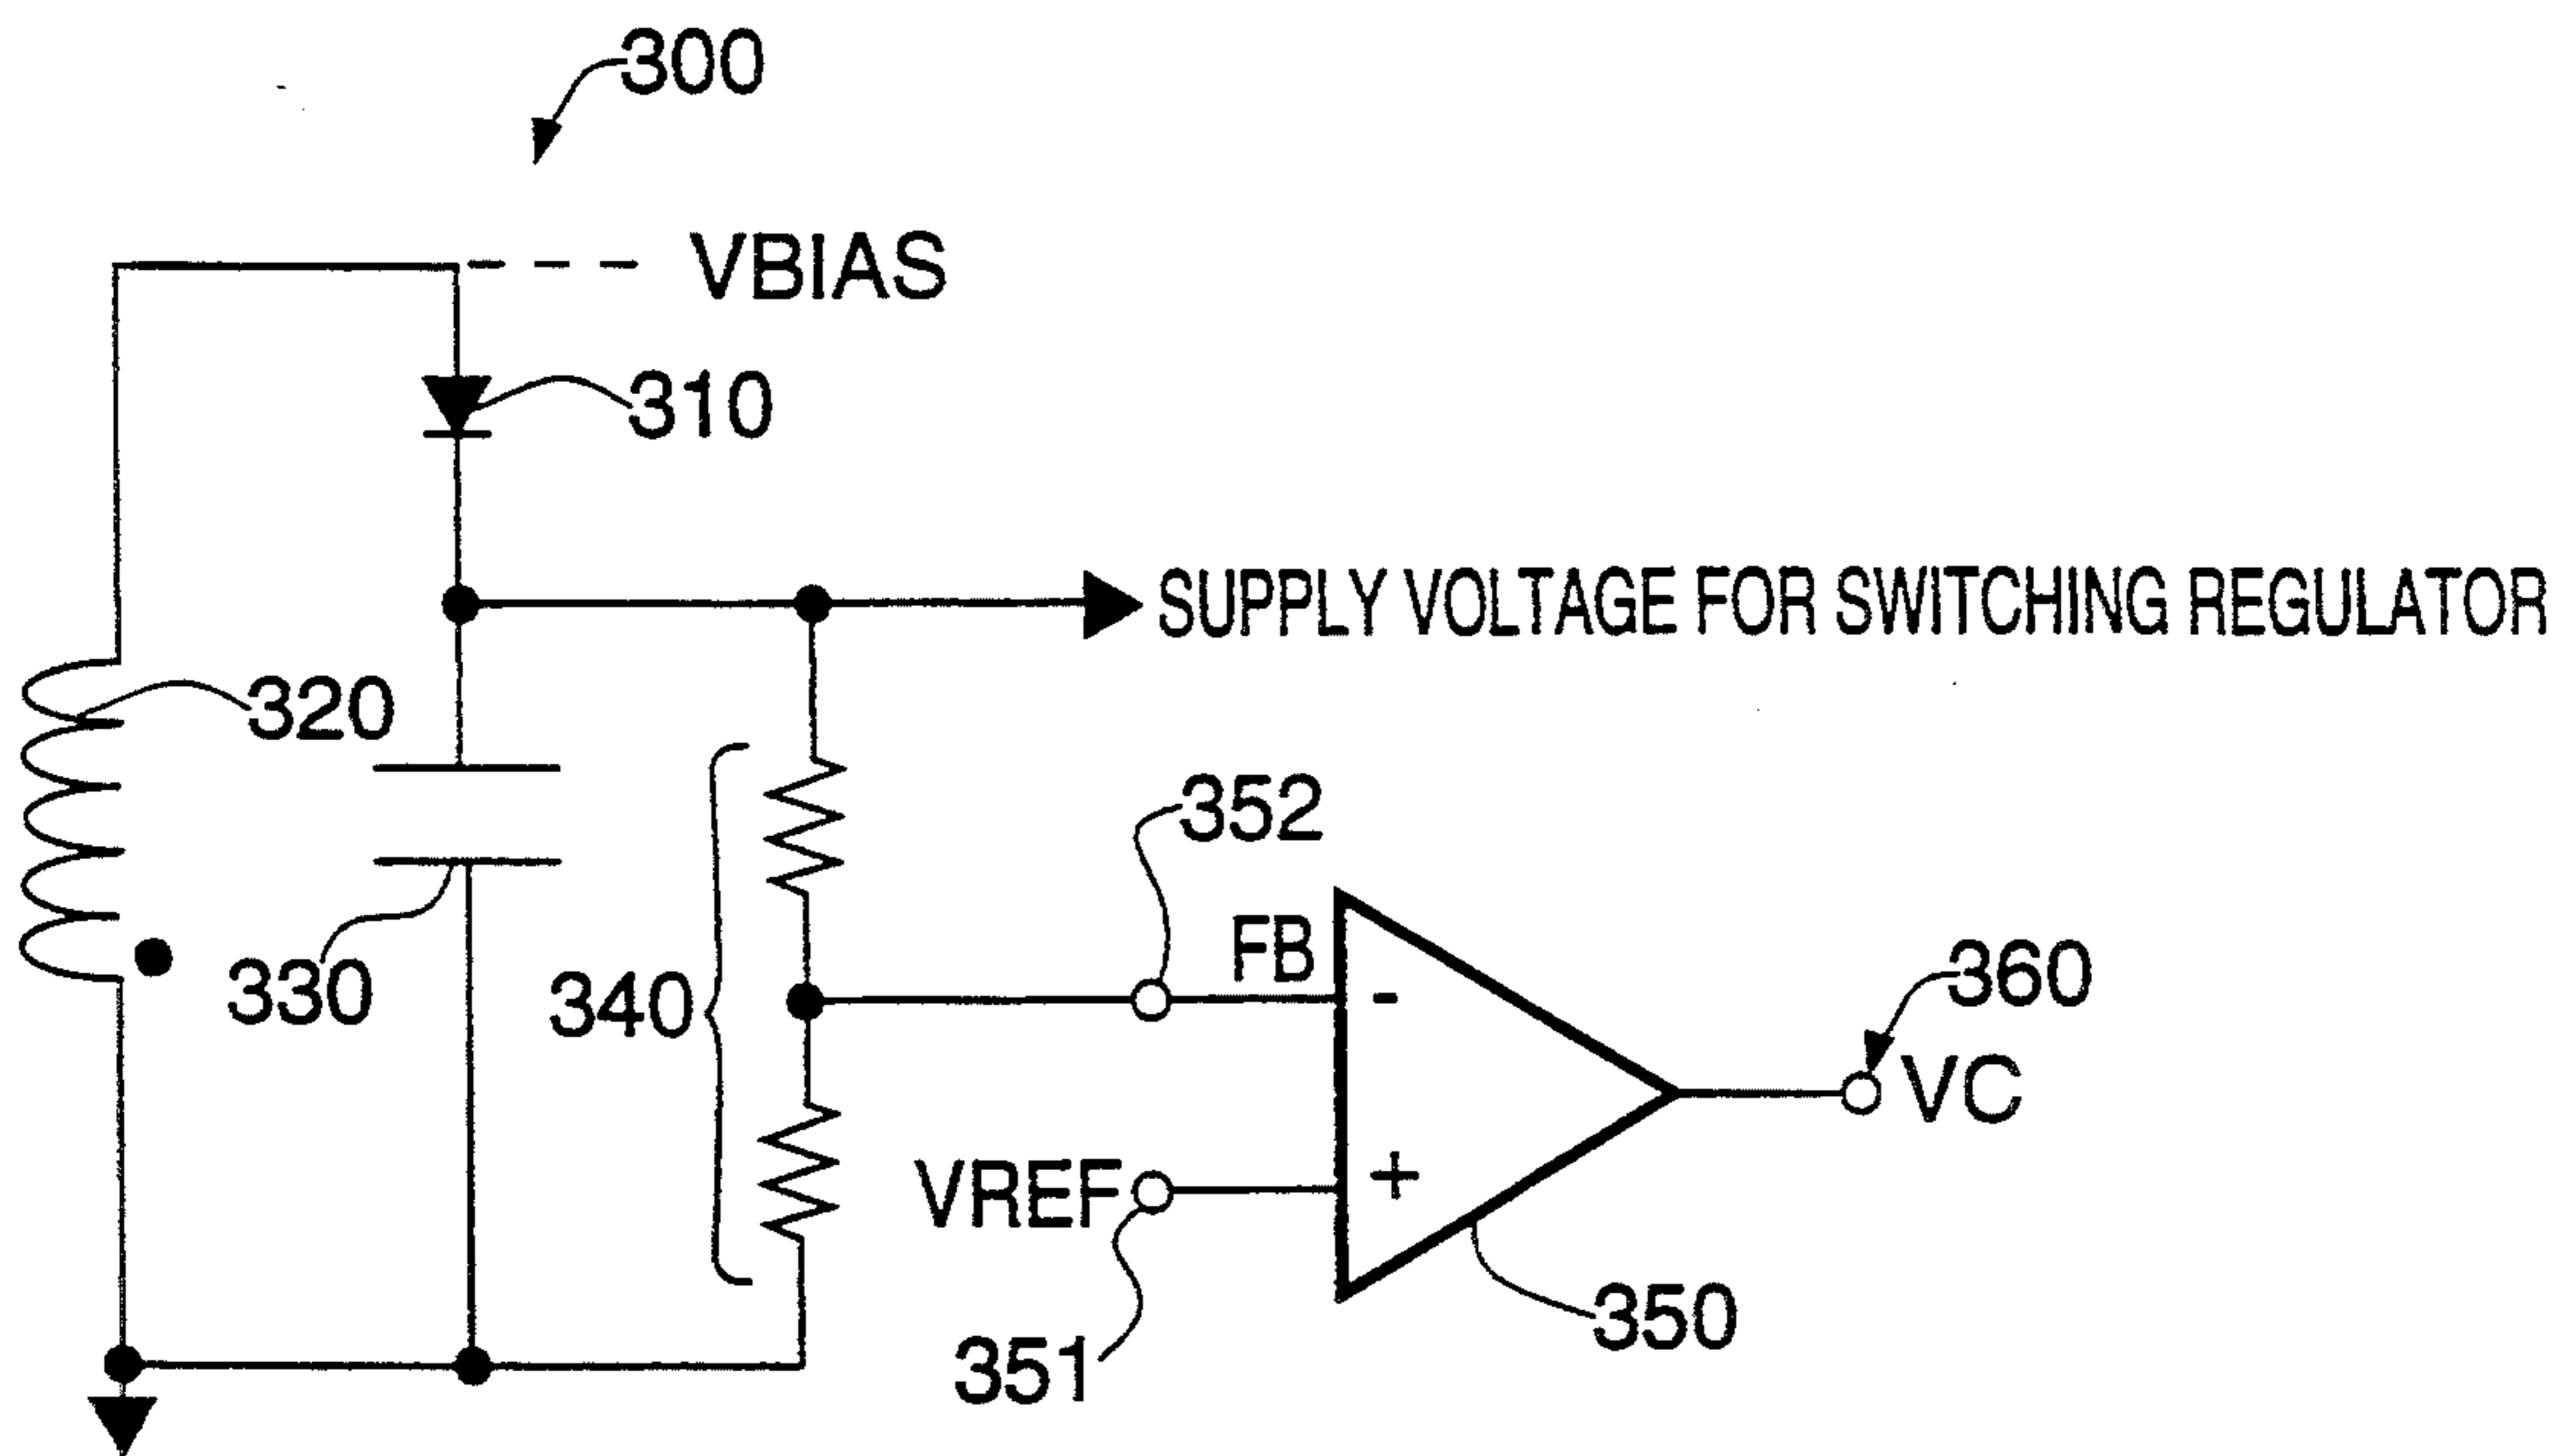 300
VBIAS
310
SUPPLY VOLTAGE FOR SWITCHING REGULATOR
320
352
FB
-
330
340
360
VC
VREF
+
351
350